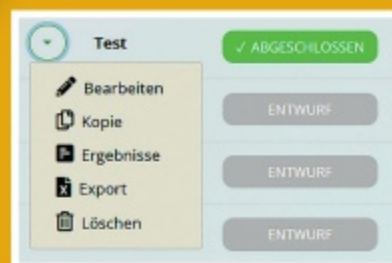 Test
✓ ABGESCHLOSSEN
Bearbeiten
Kopie
ENTWURF
Ergebnisse
ENTWURF
Export
Löschen
ENTWURF